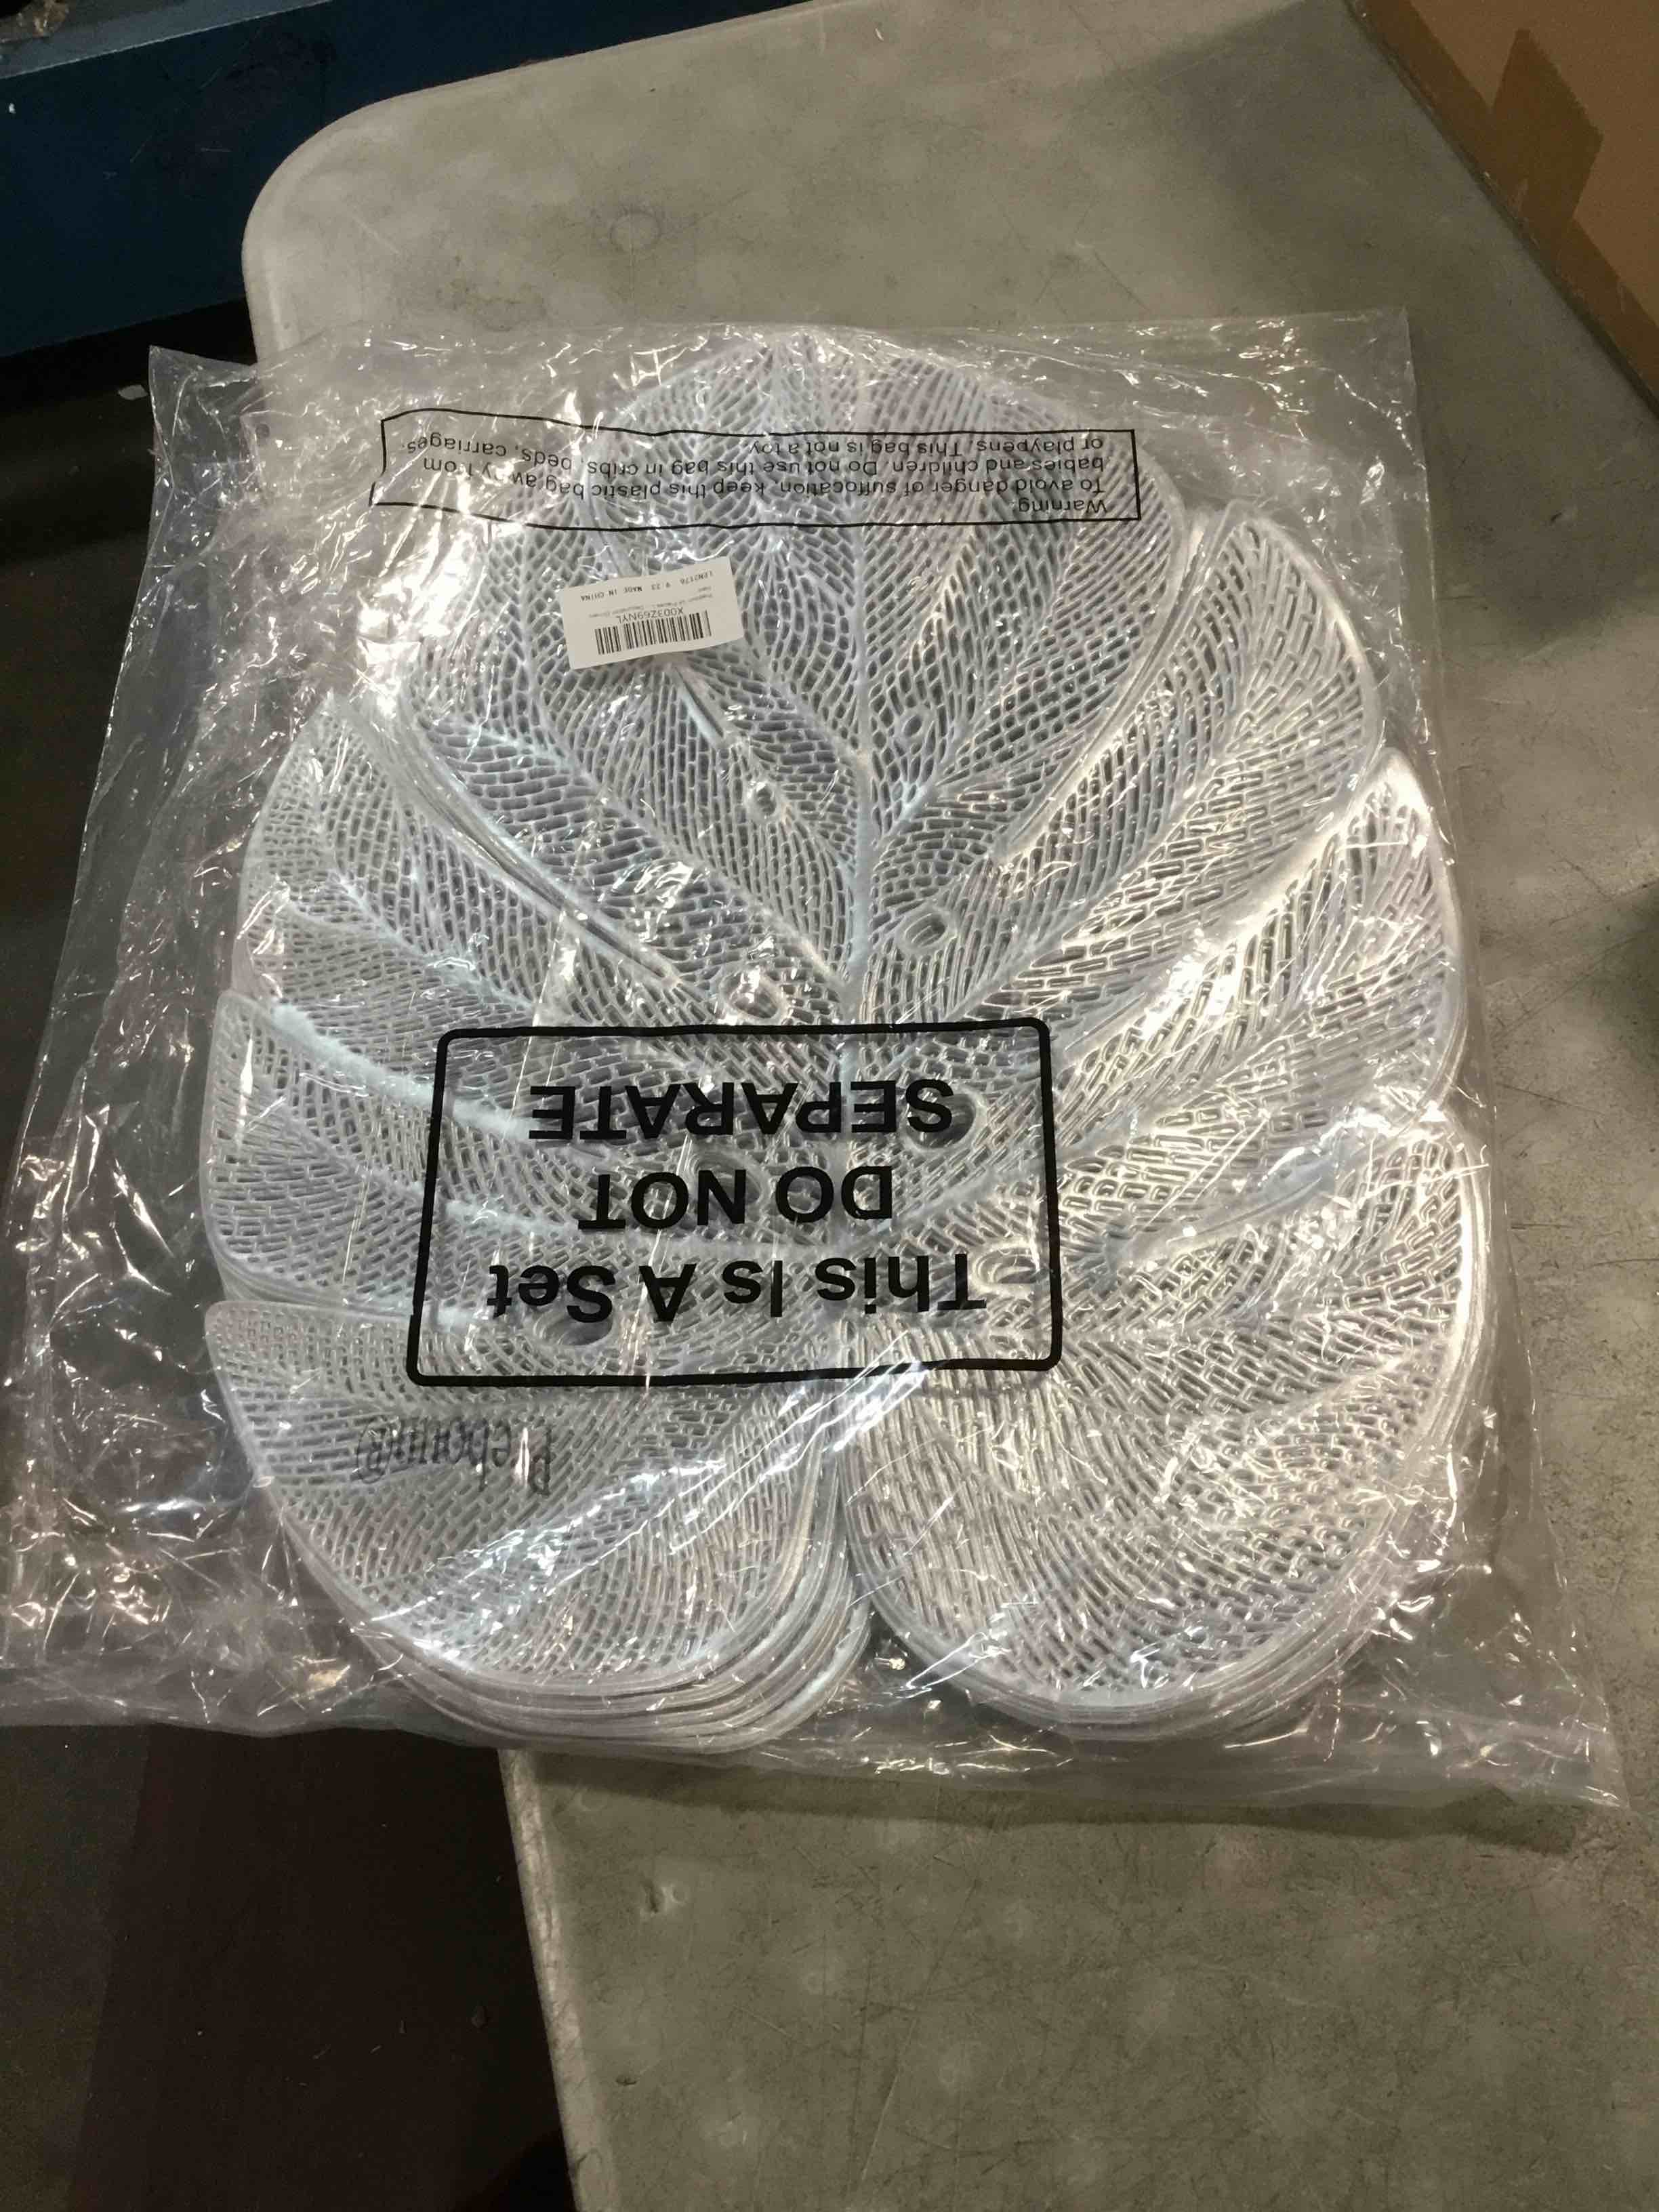 This Is A Set
DO NOT
SEPARATE
Warning:
To avoid danger of suffocation, keep this plastic bag away from
babies and children. Do not use this bag in cribs, beds, carriages,
or playpens. This bag is not a toy.
X003Z69NYL
MADE IN CHINA